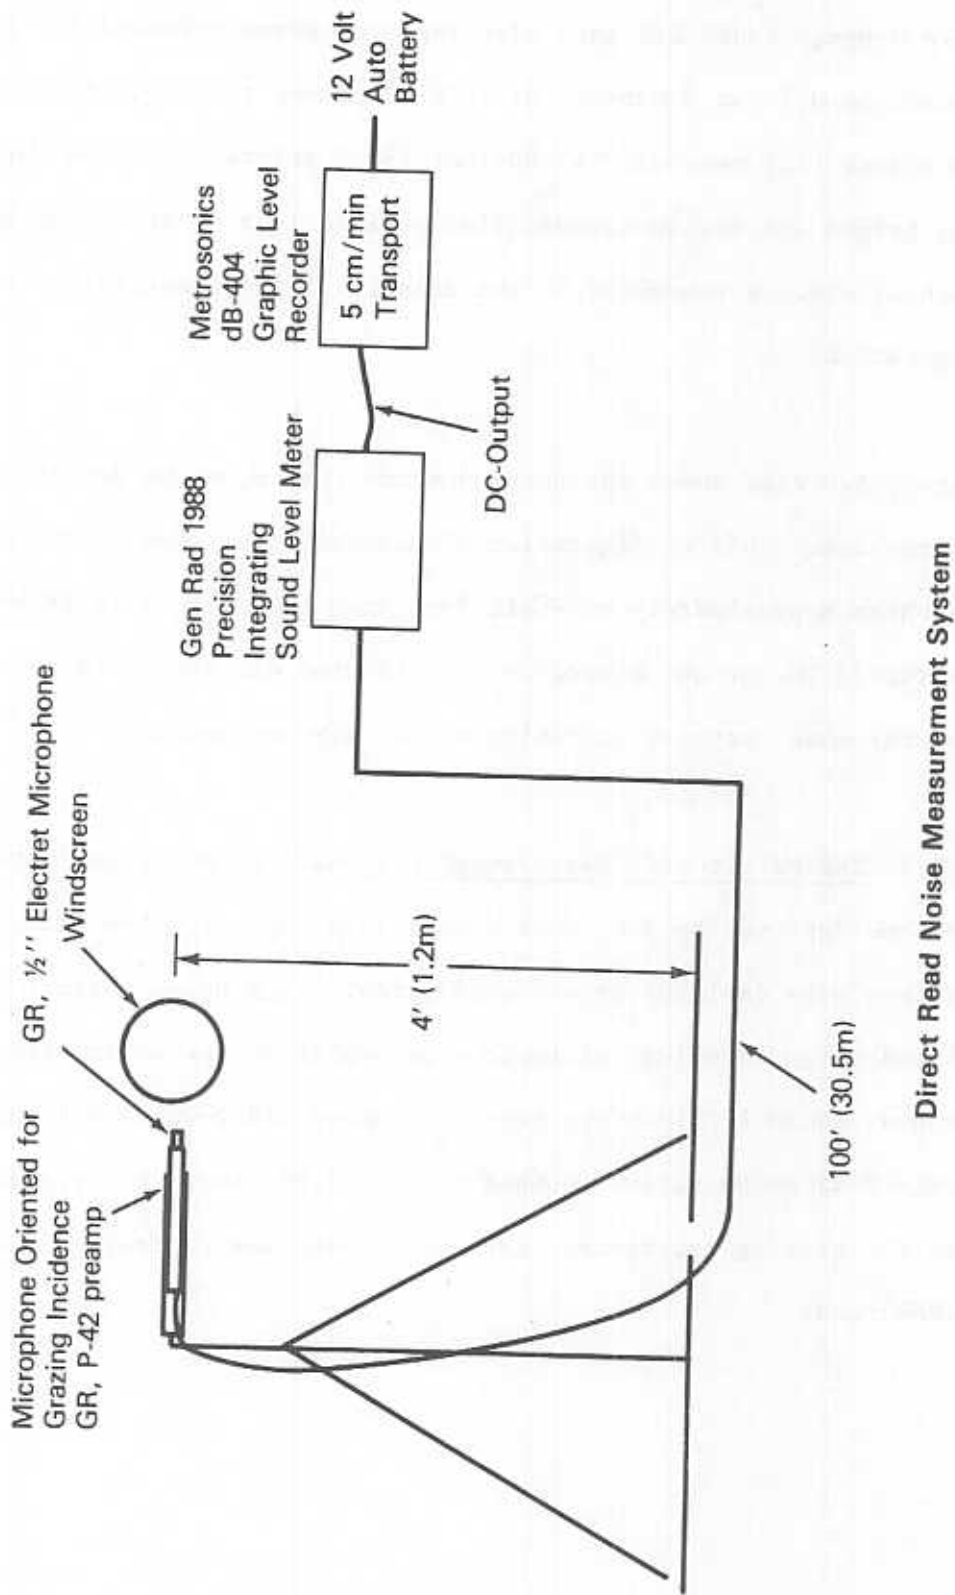 Microphone Oriented for
Grazing Incidence
GR, P-42 preamp
GR, ½'' Electret Microphone
Windscreen
4' (1.2m)
100' (30.5m)
Gen Rad 1988
Precision
Integrating
Sound Level Meter
DC-Output
Metrosonics
dB-404
Graphic Level
Recorder
5 cm/min
Transport
12 Volt
Auto
Battery
Direct Read Noise Measurement System